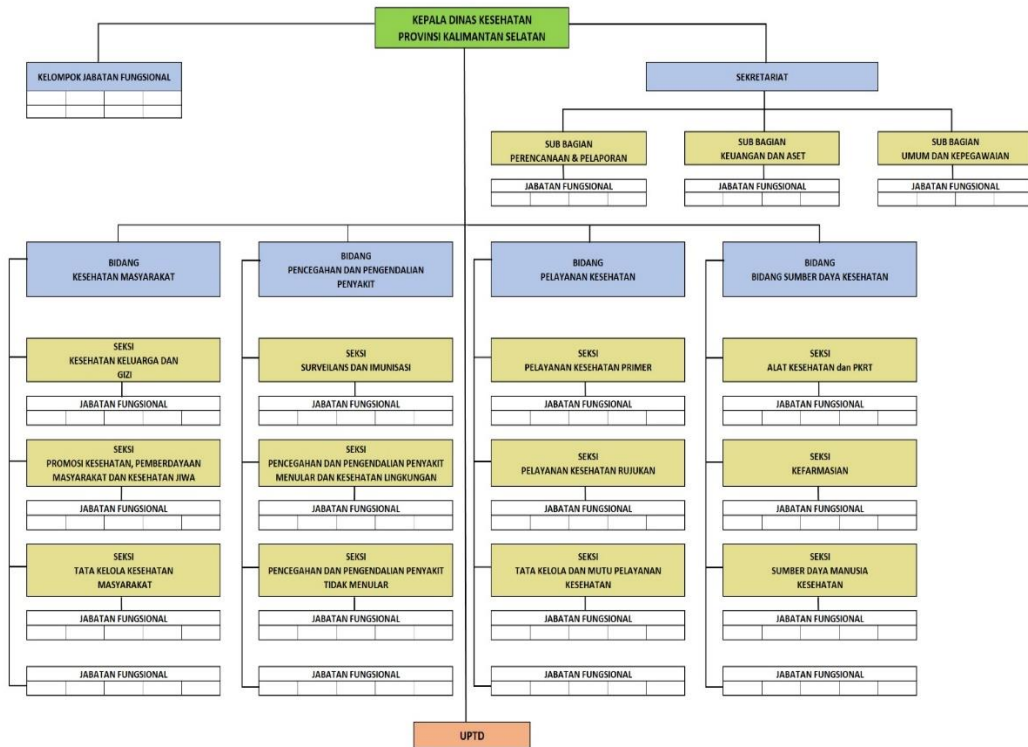 KEPALA DINAS KESEHATAN
PROVINSI KALIMANTAN SELATAN
KELOMPOK JABATAN FUNGSIONAL
SEKRETARIAT
SUB BAGIAN
PERENCANAAN & PELAPORAN
JABATAN FUNGSIONAL
SUB BAGIAN
KEUANGAN DAN ASET
JABATAN FUNGSIONAL
SUB BAGIAN
UMUM DAN KEPEGAWAIAN
JABATAN FUNGSIONAL
BIDANG
KESEHATAN MASYARAKAT
SEKSI
KESEHATAN KELUARGA DAN
GIZI
JABATAN FUNGSIONAL
SEKSI
PROMOSI KESEHATAN, PEMBERDAYAAN
MASYARAKAT DAN KESEHATAN JIWA
JABATAN FUNGSIONAL
SEKSI
TATA KELOLA KESEHATAN
MASYARAKAT
JABATAN FUNGSIONAL
JABATAN FUNGSIONAL
BIDANG
PENCEGAHAN DAN PENGENDALIAN
PENYAKIT
SEKSI
SURVEILANS DAN IMUNISASI
JABATAN FUNGSIONAL
SEKSI
PENCEGAHAN DAN PENGENDALIAN PENYAKIT
MENULAR DAN KESEHATAN LINGKUNGAN
JABATAN FUNGSIONAL
SEKSI
PENCEGAHAN DAN PENGENDALIAN PENYAKIT
TIDAK MENULAR
JABATAN FUNGSIONAL
JABATAN FUNGSIONAL
BIDANG
PELAYANAN KESEHATAN
SEKSI
PELAYANAN KESEHATAN PRIMER
JABATAN FUNGSIONAL
SEKSI
PELAYANAN KESEHATAN RUJUKAN
JABATAN FUNGSIONAL
SEKSI
TATA KELOLA DAN MUTU PELAYANAN
KESEHATAN
JABATAN FUNGSIONAL
JABATAN FUNGSIONAL
BIDANG
BIDANG SUMBER DAYA KESEHATAN
SEKSI
ALAT KESEHATAN dan PKRT
JABATAN FUNGSIONAL
SEKSI
KEFARMASIAN
JABATAN FUNGSIONAL
SEKSI
SUMBER DAYA MANUSIA
KESEHATAN
JABATAN FUNGSIONAL
JABATAN FUNGSIONAL
UPTD